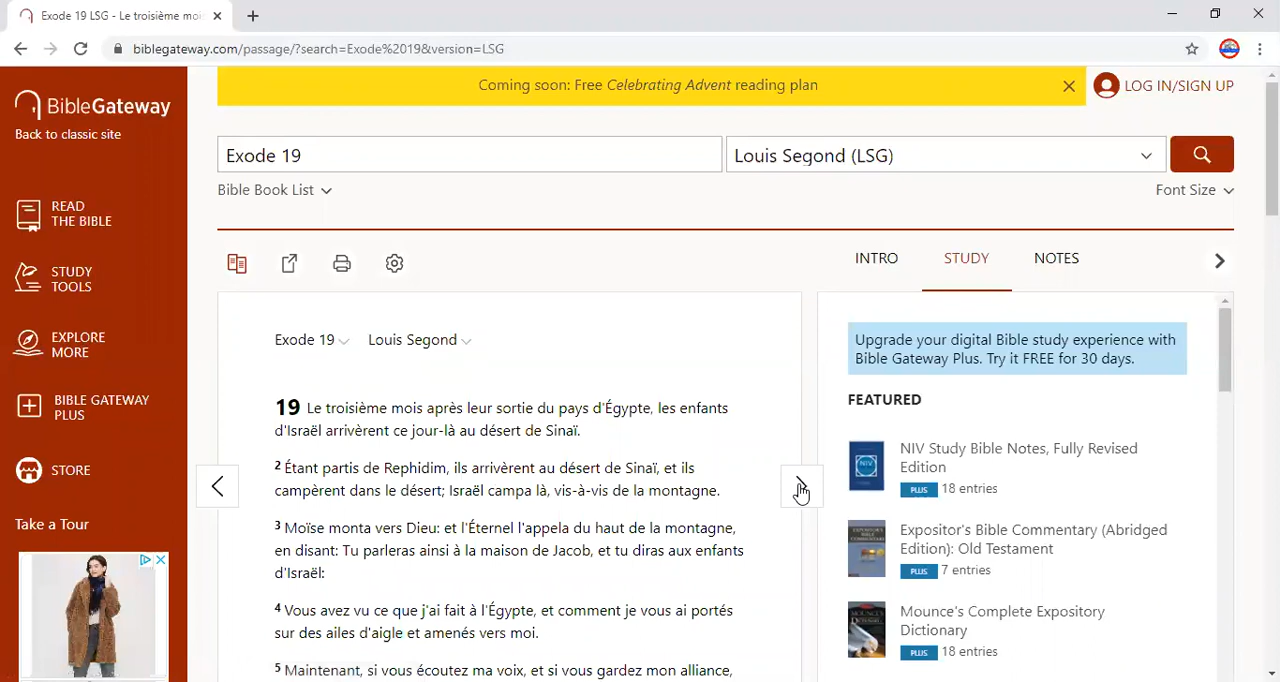 Exode 19 LSG - Le troisième moi
biblegateway.com/passage/?search=Exode%2019&version=LSG
BibleGateway
Back to classic site
READ
THE BIBLE
STUDY
TOOLS
EXPLORE
MORE
BIBLE GATEWAY
PLUS
STORE
Take a Tour
Coming soon: Free Celebrating Advent reading plan
LOG IN/SIGN UP
Exode 19
Louis Segond (LSG)
Bible Book List
Font Size
INTRO
STUDY
NOTES
Exode 19
Louis Segond
19 Le troisième mois après leur sortie du pays d'Égypte, les enfants
d'Israël arrivèrent ce jour-là au désert de Sinaï.
2 Étant partis de Rephidim, ils arrivèrent au désert de Sinaï, et ils
campèrent dans le désert; Israël campa là, vis-à-vis de la montagne.
3 Moïse monta vers Dieu: et l'Éternel l'appela du haut de la montagne,
en disant: Tu parleras ainsi à la maison de Jacob, et tu diras aux enfants
d'Israël:
4 Vous avez vu ce que j'ai fait à l'Égypte, et comment je vous ai portés
sur des ailes d'aigle et amenés vers moi.
5 Maintenant, si vous écoutez ma voix, et si vous gardez mon alliance,
Upgrade your digital Bible study experience with
Bible Gateway Plus. Try it FREE for 30 days.
FEATURED
NIV
NIV Study Bible Notes, Fully Revised
Edition
PLUS 18 entries
Expositor's Bible Commentary (Abridged
Edition): Old Testament
PLUS 7 entries
Mounce's Complete Expository
Dictionary
PLUS 18 entries